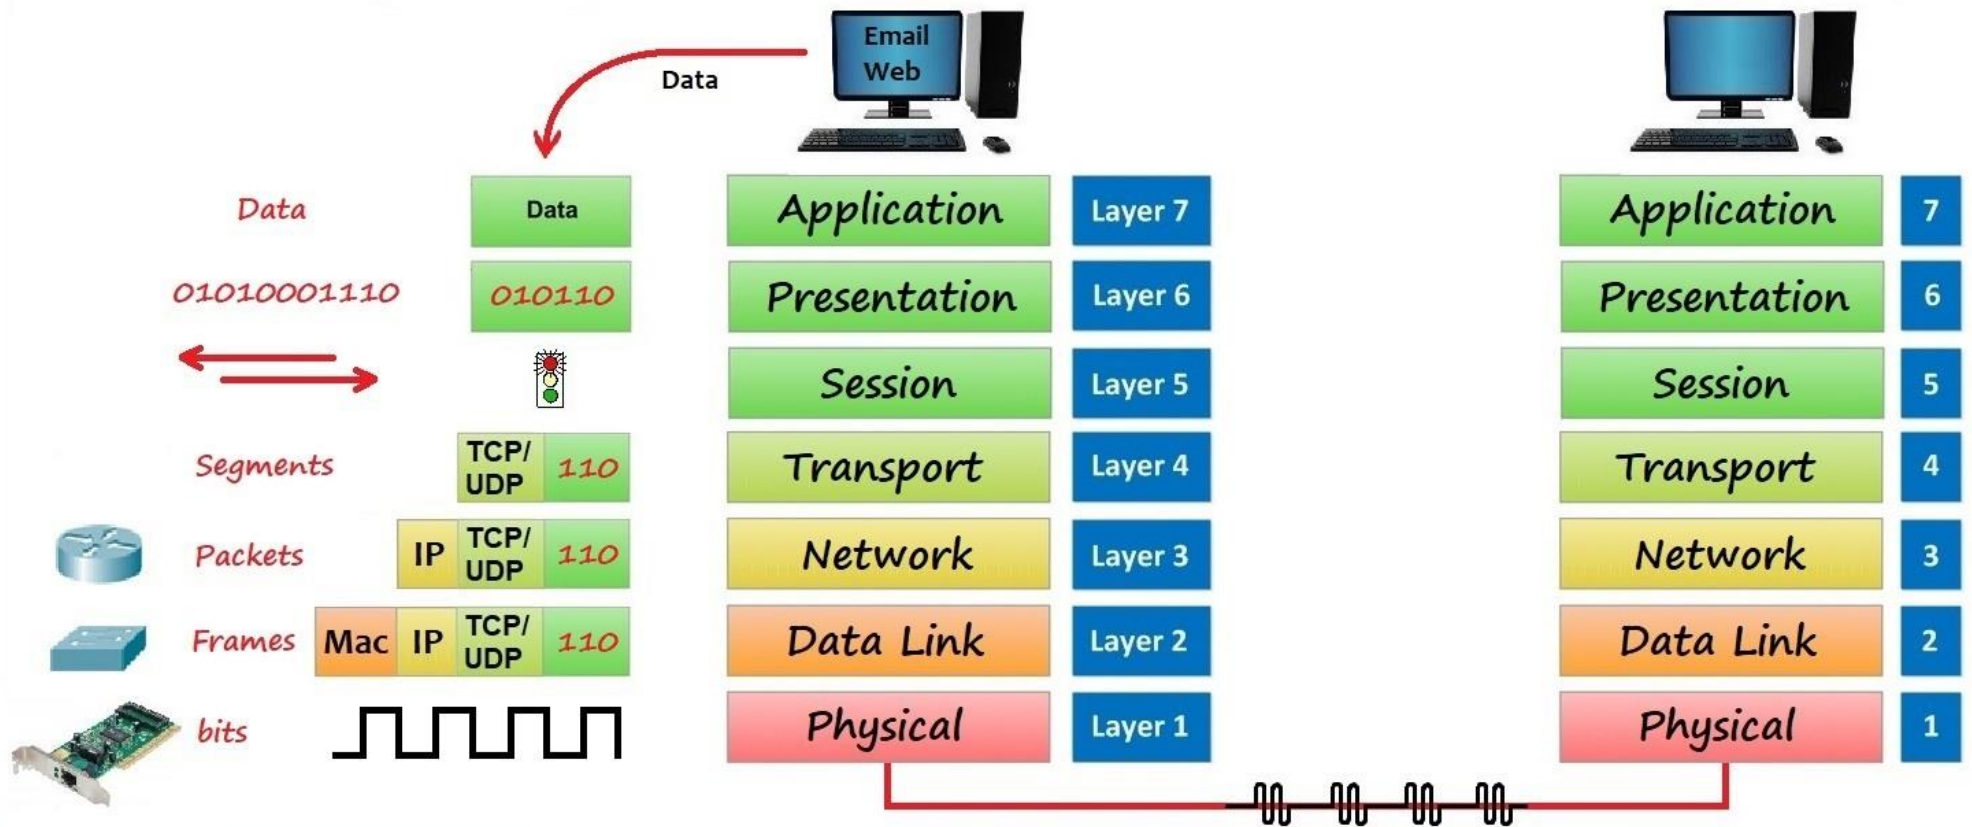 Email
Web
Data
Data
Data
Application
Layer 7
Application
7
01010001110
010110
Presentation
Layer 6
Presentation
6
Session
Layer 5
Session
5
Segments
TCP/
UDP
110
Transport
Layer 4
Transport
4
Packets
IP
TCP/
UDP
110
Network
Layer 3
Network
3
Frames
Mac
IP
TCP/
UDP
110
Data Link
Layer 2
Data Link
2
bits
Physical
Layer 1
Physical
1